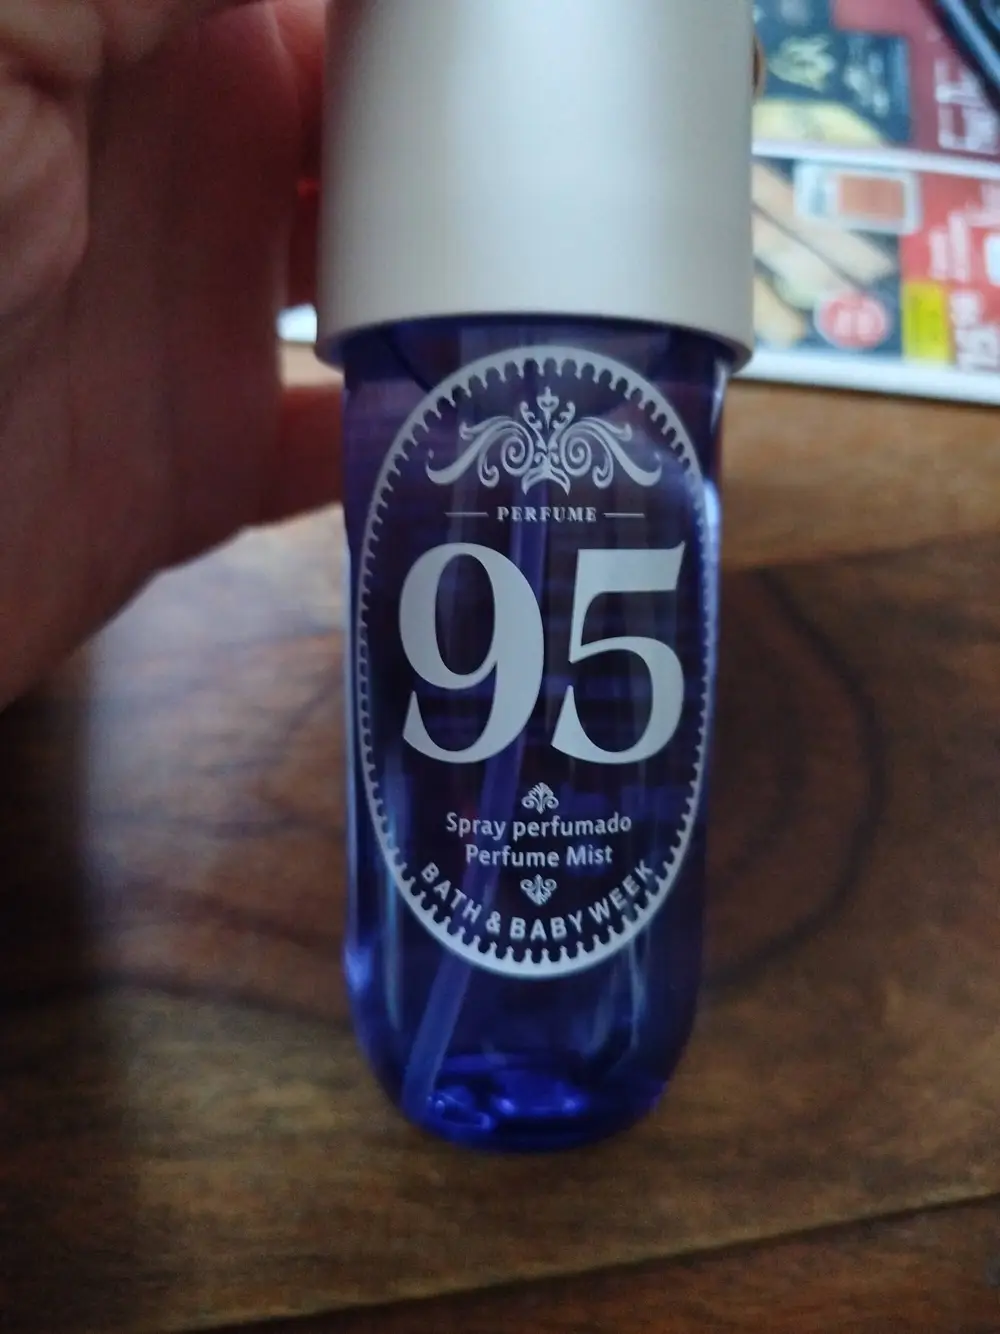 PERFUME
95
Spray perfumado
Perfume Mist
BATH & BABY WEEK